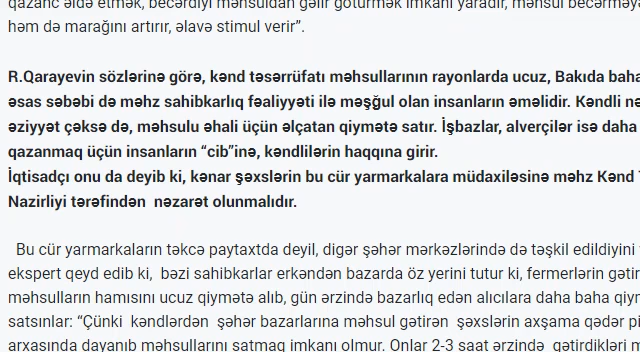 qazanc əldə etmək, becərdiyi məhsuldan gəlir götürmək imkanı yaradır, məhsul
həm də marağını artırır, əlavə stimul verir”.
R.Qarayevin sözlərinə görə, kənd təsərrüfatı məhsullarının rayonlarda ucuz, Bakıda baha
əsas səbəbi də məhz sahibkarlıq fəaliyyəti ilə məşğul olan insanların əməlidir. Kəndli
əziyyət çəksə də, məhsulu əhali üçün əlçatan qiymətə satır. İşbazlar, alverçilər isə daha
qazanmaq üçün insanların “cib”inə, kəndlilərin haqqına girir.
İqtisadçı onu da deyib ki, kənar şəxslərin bu cür yarmarkalara müdaxiləsinə məhz Kənd
Nazirliyi tərəfindən nəzarət olunmalıdır.
Bu cür yarmarkaların təkcə paytaxtda deyil, digər şəhər mərkəzlərində də təşkil edildiyini
ekspert qeyd edib ki, bəzi sahibkarlar erkəndən bazarda öz yerini tutur ki, fermerlərin
məhsulların hamısını ucuz qiymətə alıb, gün ərzində bazarlıq edən alıcılara daha baha
satsınlar: “Çünki kəndlərdən şəhər bazarlarına məhsul gətirən şəxslərin axşama qədər
arxasında dayanıb məhsullarını satmaq imkanı olmur. Onlar 2-3 saat ərzində gətirdikləri